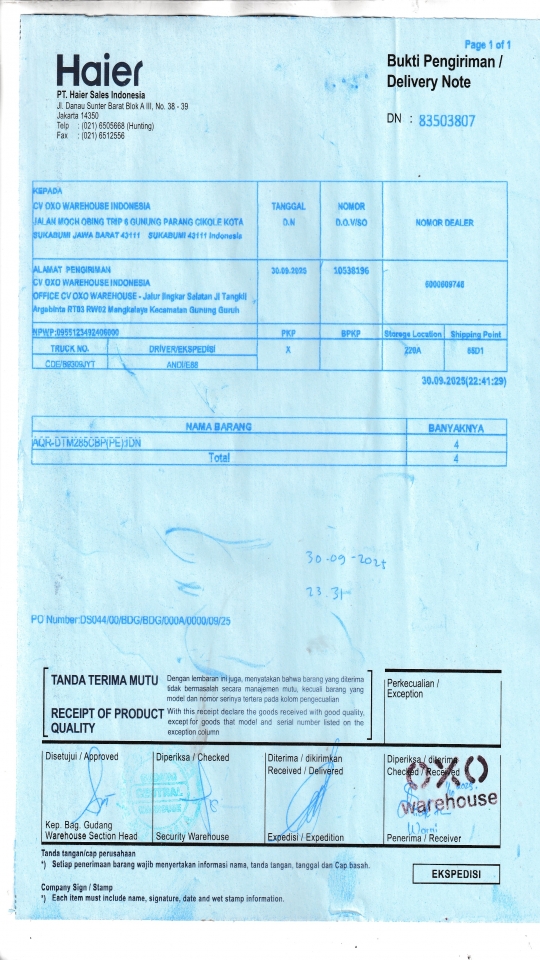 Page 1 of 1
Haier
Bukti Pengiriman /
Delivery Note
PT. Haier Sales Indonesia
Jl. Danau Sunter Barat Blok A III, No. 38 - 39
Jakarta 14350
Telp : (021) 6505668 (Hunting)
Fax : (021) 6512556
DN : 83503807
KEPADA
CV OXO WAREHOUSE INDONESIA
JALAN MOCH OBING TRIP 6 GUNUNG PARANG CIKOLE KOTA
SUKABUMI JAWA BARAT 43111 SUKABUMI 43111 Indonesia
TANGGAL
D.N
NOMOR
D.O.V/SO
NOMOR DEALER
ALAMAT PENGIRIMAN
CV OXO WAREHOUSE INDONESIA
OFFICE CV OXO WAREHOUSE - Jalur lingkar Selatan Jl Tangkil
Argabinta RT03 RW02 Mangkalaya Kecamatan Gunung Guruh
30.09.2025
10538196
NPWP:0955123492406000
PKP
BPKP
Storage Location
Shipping Point
TRUCK NO.
DRIVER/EKSPEDISI
X
220A
65D1
CDE/B9309JYT
30.09.2025(22:41:29)
NAMA BARANG
BANYAKNYA
AQR-DTM285CBP(PE):IDN
4
Total
4
30-09-2025
23.31
PO Number:DS044/00/BDG/BDG/000A/0000/09/25
TANDA TERIMA MUTU
Dengan lembaran ini juga, menyatakan bahwa barang yang diterima
tidak bermasalah secara manajemen mutu, kecuali barang yang
model dan nomor serinya tertera pada kolom pengecualian
RECEIPT OF PRODUCT
QUALITY
With this receipt declare the goods received with good quality,
except for goods that model and serial number listed on the
exception column
Perkecualian /
Exception
Disetujui / Approved
Diperiksa / Checked
Diterima / dikirimkan
Received / Delivered
Diperiksa / diterima
Checked / Received
OXO
warehouse
Kep. Bag. Gudang
Warehouse Section Head
Security Warehouse
Ekspedisi / Expedition
Penerima / Receiver
Tanda tangan/cap perusahaan
*) Setiap penerimaan barang wajib menyertakan informasi nama, tanda tangan, tanggal dan Cap basah.
EKSPEDISI
Company Sign / Stamp
*) Each item must include name, signature, date and wet stamp information.